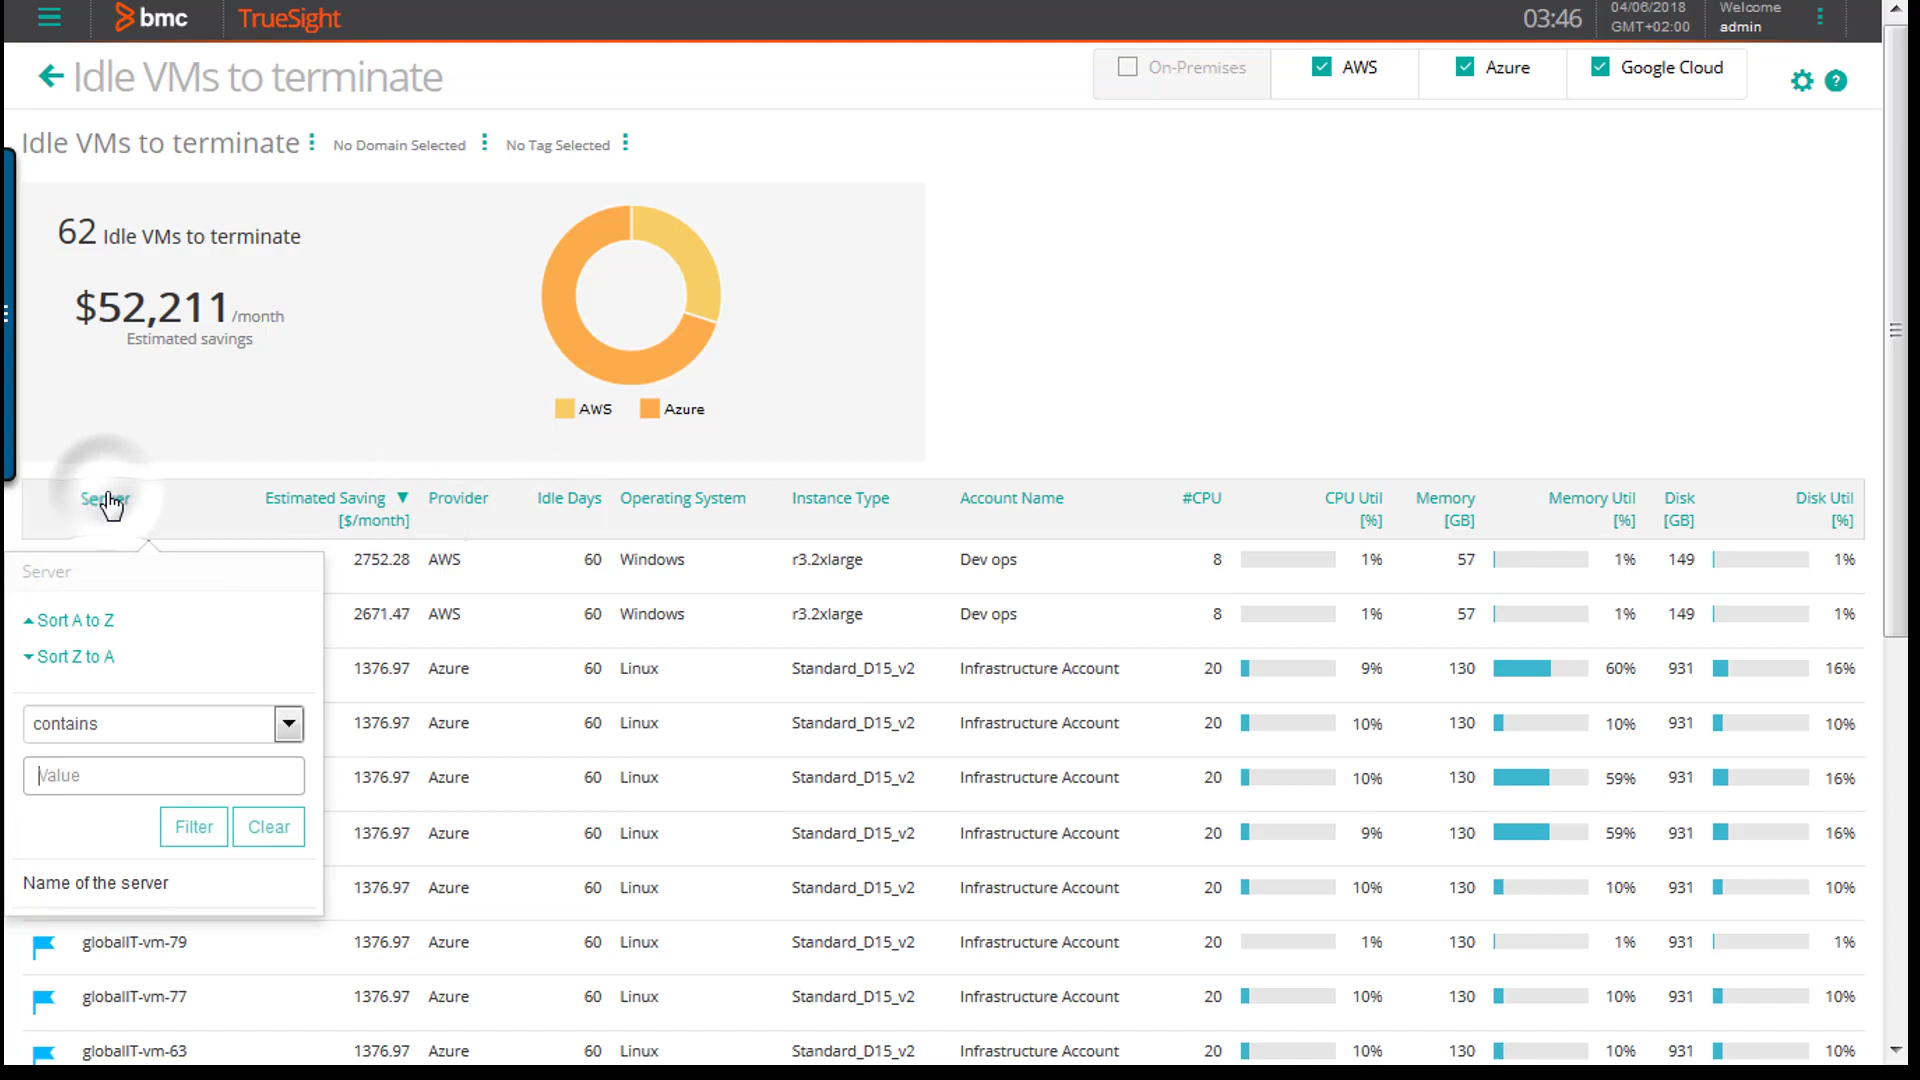 bmc TrueSight 03:46 04/06/2018 GMT+02:00 Welcome admin
Idle VMs to terminate On-Premises AWS Azure Google Cloud ?
Idle VMs to terminate No Domain Selected No Tag Selected
62 Idle VMs to terminate
$52,211 /month
Estimated savings
AWS Azure
Server Estimated Saving [$/month] Provider Idle Days Operating System Instance Type Account Name #CPU CPU Util [%] Memory [GB] Memory Util [%] Disk [GB] Disk Util [%]
2752.28 AWS 60 Windows r3.2xlarge Dev ops 8 1% 57 1% 149 1%
2671.47 AWS 60 Windows r3.2xlarge Dev ops 8 1% 57 1% 149 1%
1376.97 Azure 60 Linux Standard_D15_v2 Infrastructure Account 20 9% 130 60% 931 16%
1376.97 Azure 60 Linux Standard_D15_v2 Infrastructure Account 20 10% 130 10% 931 10%
1376.97 Azure 60 Linux Standard_D15_v2 Infrastructure Account 20 10% 130 59% 931 16%
1376.97 Azure 60 Linux Standard_D15_v2 Infrastructure Account 20 9% 130 59% 931 16%
1376.97 Azure 60 Linux Standard_D15_v2 Infrastructure Account 20 10% 130 10% 931 10%
Server
Sort A to Z
Sort Z to A
contains
Value
Filter Clear
Name of the server
globalIT-vm-79 1376.97 Azure 60 Linux Standard_D15_v2 Infrastructure Account 20 1% 130 1% 931 1%
globalIT-vm-77 1376.97 Azure 60 Linux Standard_D15_v2 Infrastructure Account 20 10% 130 10% 931 10%
globalIT-vm-63 1376.97 Azure 60 Linux Standard_D15_v2 Infrastructure Account 20 10% 130 10% 931 10%